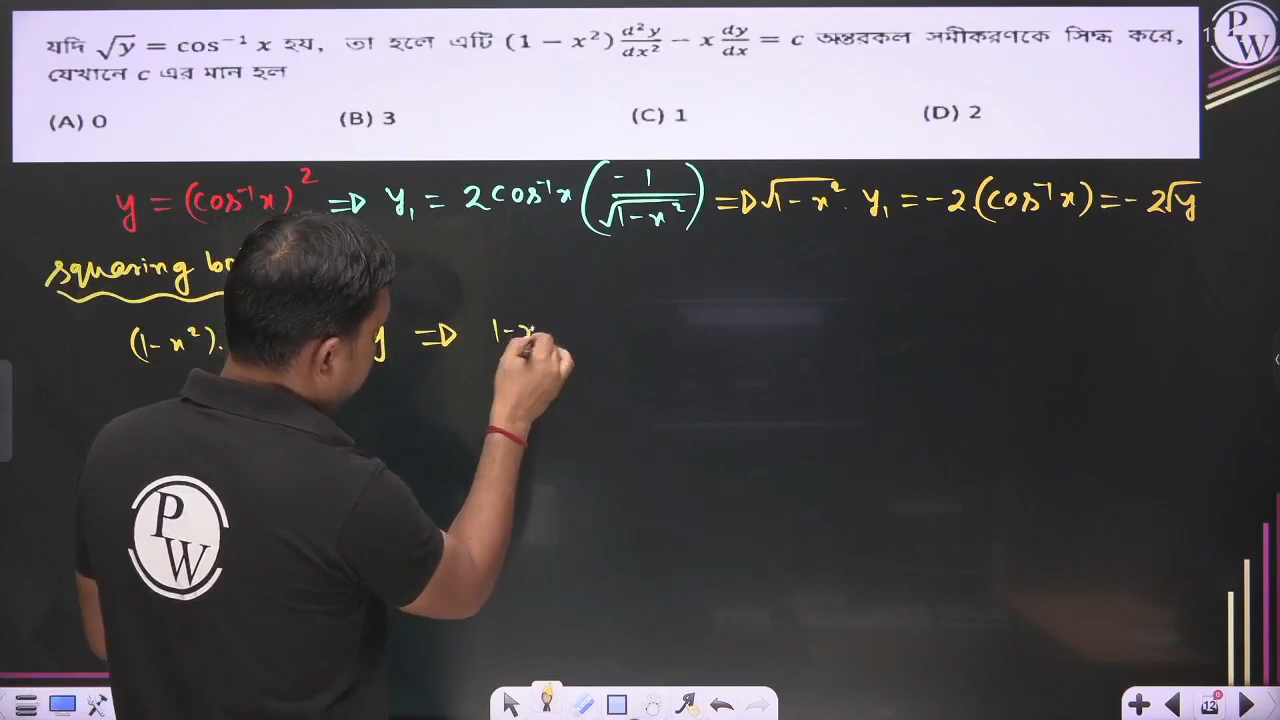 যদি √y = cos⁻¹ x হয, তা হলে এটি (1 − x²) d²y/dx² − x dy/dx = c অন্তরকল সমীকরণকে সিদ্ধ করে,
যেখানে c এর মান হল
(A) 0 (B) 3 (C) 1 (D) 2
y = (cos⁻¹x)² ⇒ y₁ = 2cos⁻¹x (−1/√(1−x²)) ⇒ √(1−x²). y₁ = −2.(cos⁻¹x) = −2√y
squaring
(1−x²). y ⇒ 1−x
PW
PW
12